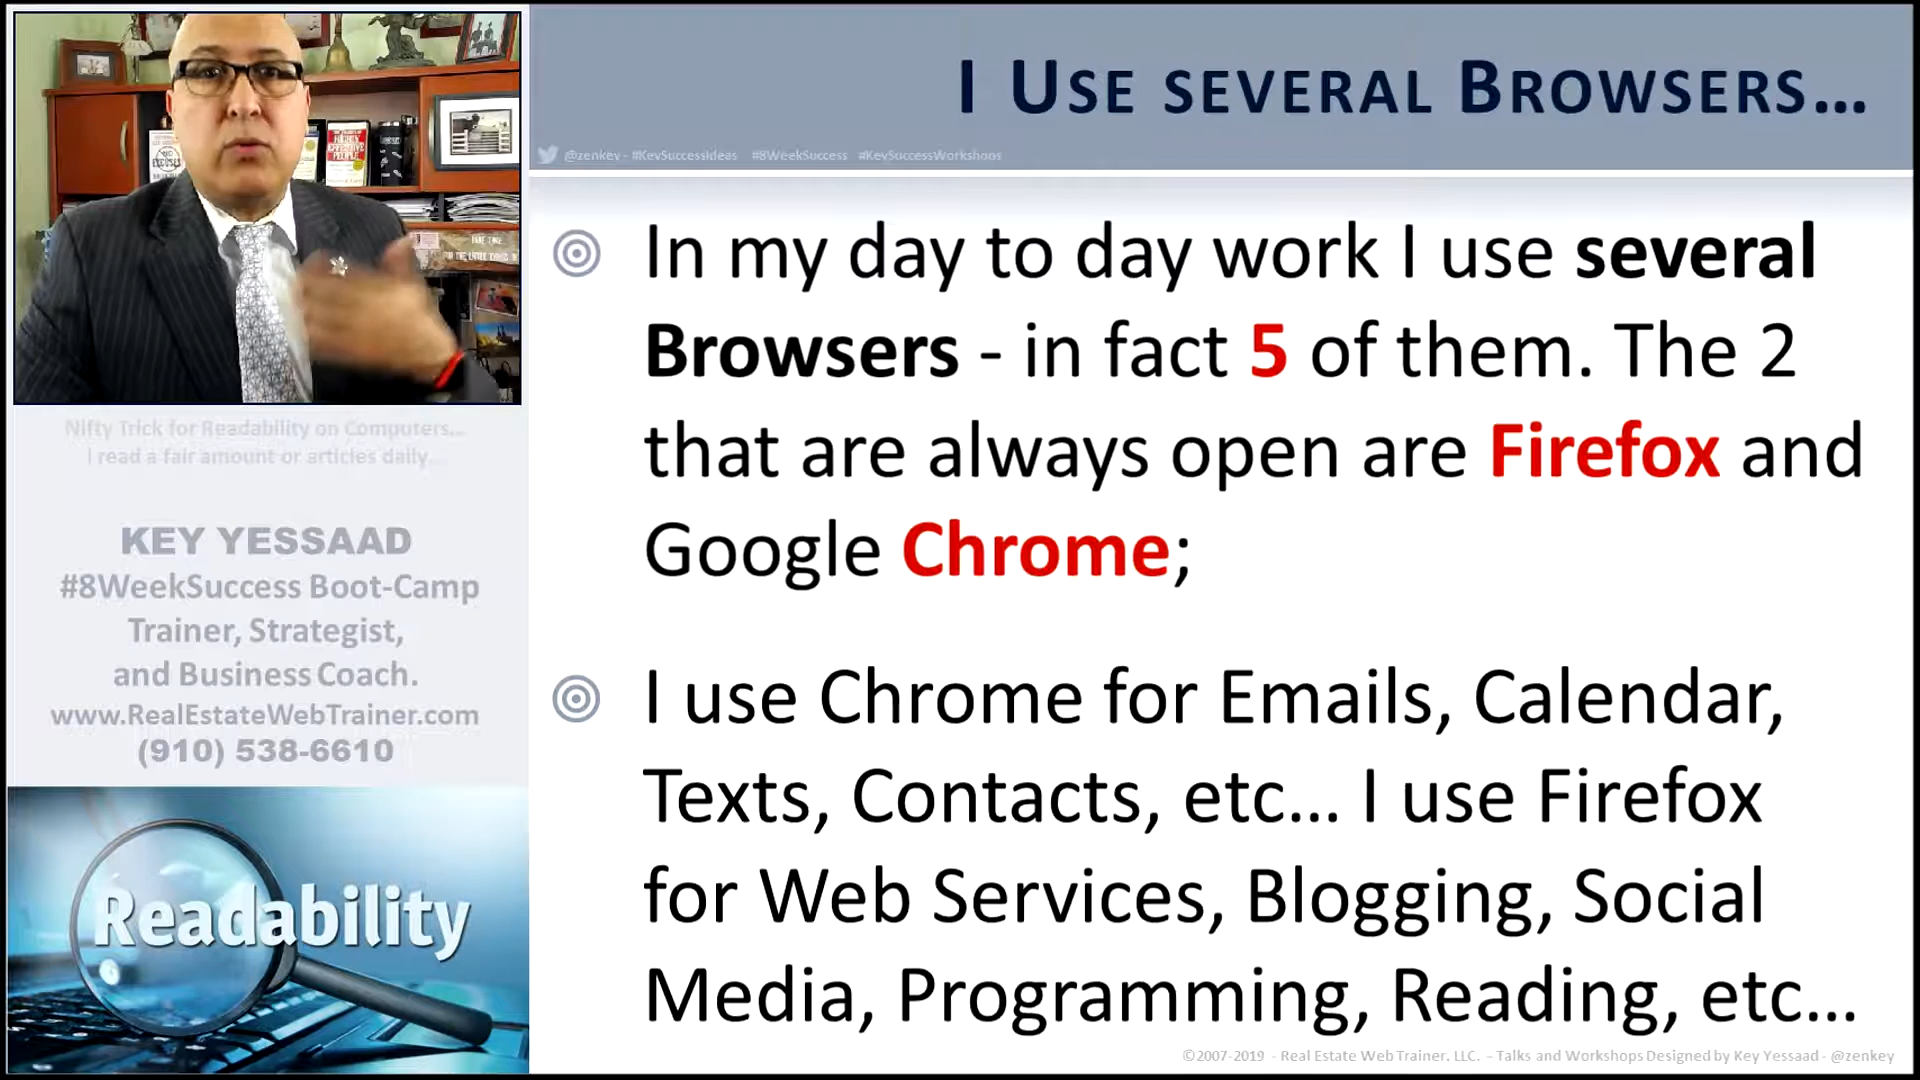 I USE SEVERAL BROWSERS...
@zenkey - #KeySuccessIdeas #8WeekSuccess #KeySuccessWorkshops
In my day to day work I use several
Browsers - in fact 5 of them. The 2
that are always open are Firefox and
Google Chrome;
I use Chrome for Emails, Calendar,
Texts, Contacts, etc... I use Firefox
for Web Services, Blogging, Social
Media, Programming, Reading, etc...
Nifty Trick for Readability on Computers...
I read a fair amount or articles daily...
KEY YESSAAD
#8WeekSuccess Boot-Camp
Trainer, Strategist,
and Business Coach.
www.RealEstateWebTrainer.com
(910) 538-6610
Readability
©2007-2019 - Real Estate Web Trainer. LLC. - Talks and Workshops Designed by Key Yessaad - @zenkey
HIGHLY
EFFECTIVE
PEOPLE